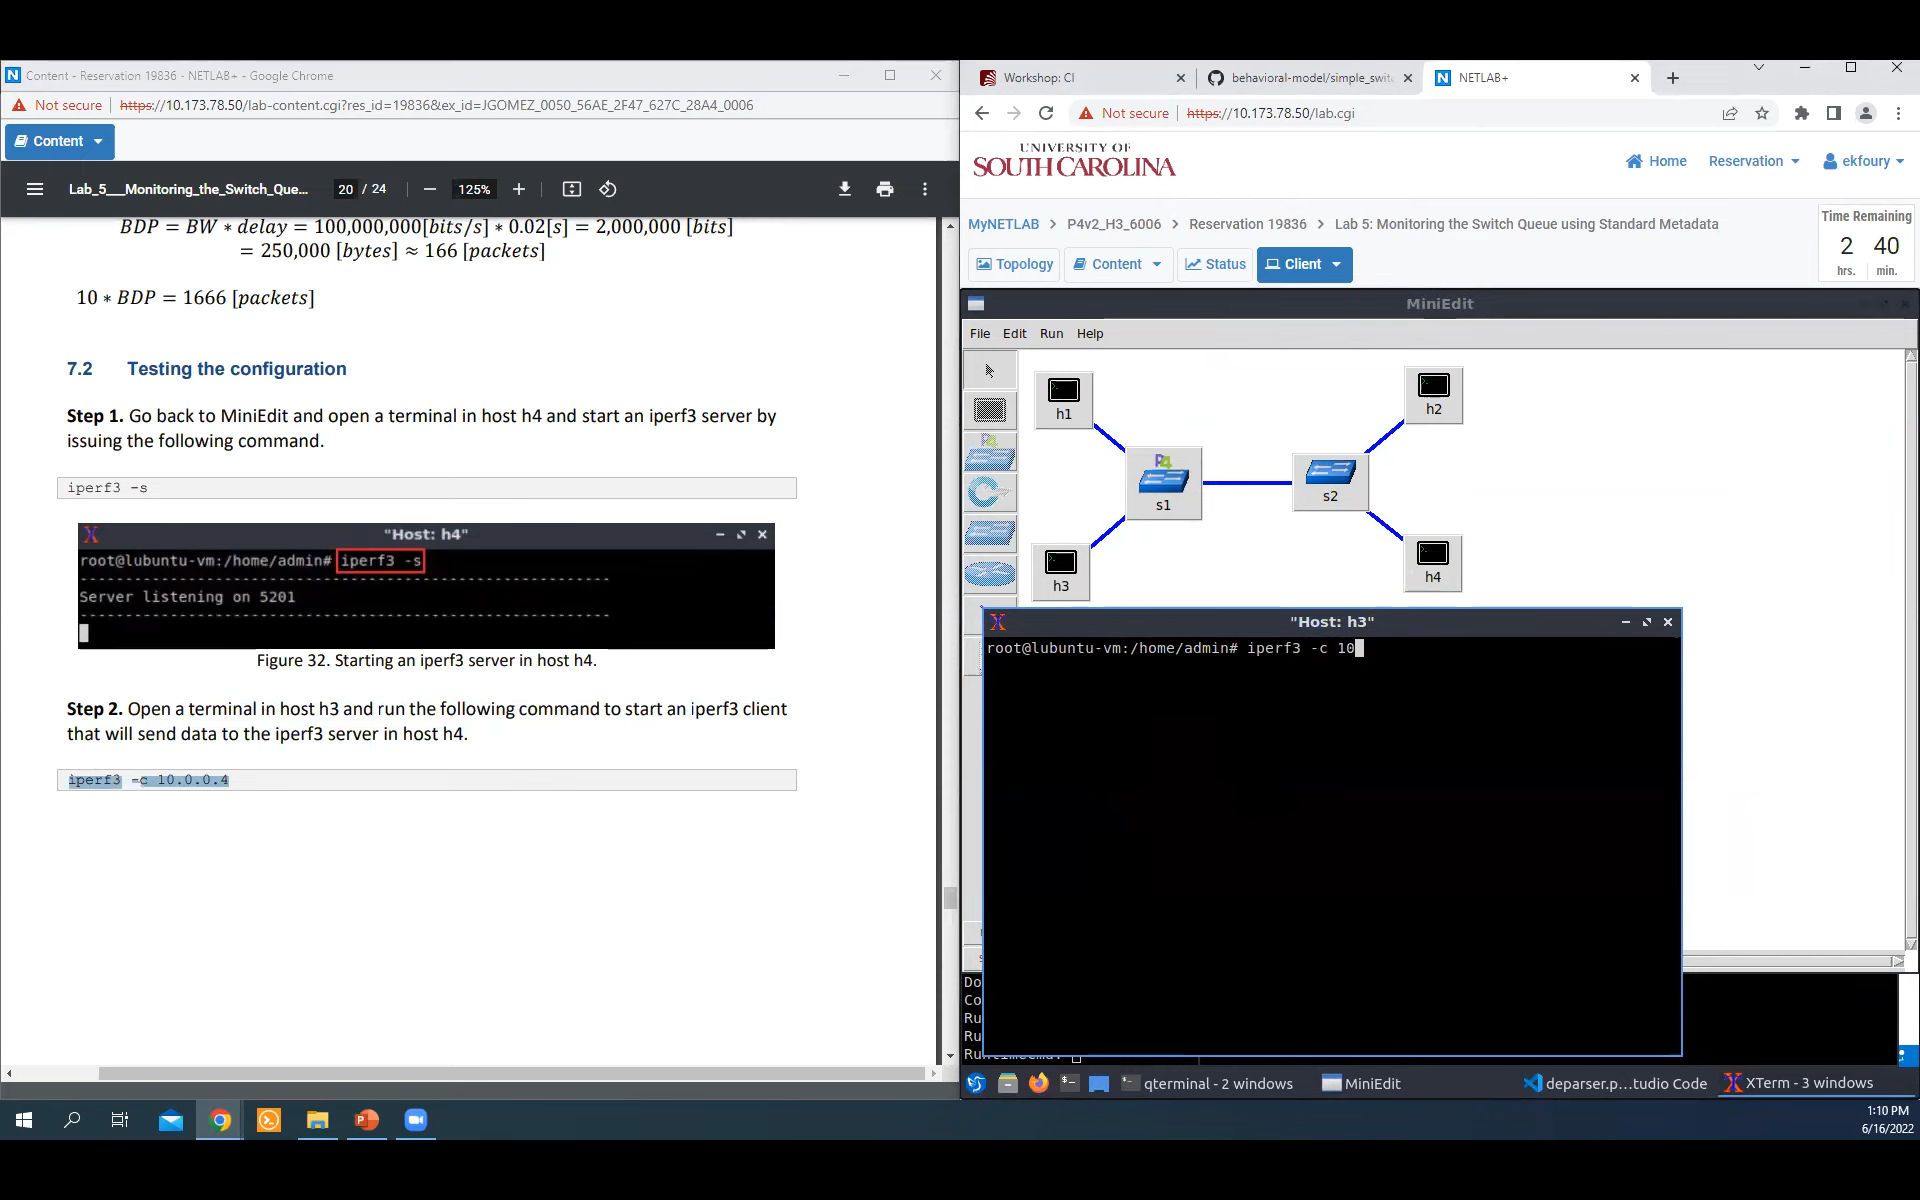 Content - Reservation 19836 - NETLAB+ - Google Chrome
Not secure | https://10.173.78.50/lab-content.cgi?res_id=19836&ex_id=JGOMEZ_0050_56AE_2F47_627C_28A4_0006
Content
Lab_5___Monitoring_the_Switch_Que... 20 / 24 — 125% +
BDP = BW * delay = 100,000,000[bits/s] * 0.02[s] = 2,000,000 [bits]
= 250,000 [bytes] ≈ 166 [packets]
10 * BDP = 1666 [packets]
7.2 Testing the configuration
Step 1. Go back to MiniEdit and open a terminal in host h4 and start an iperf3 server by
issuing the following command.
iperf3 -s
"Host: h4"
root@lubuntu-vm:/home/admin# iperf3 -s
-----------------------------------------------------------
Server listening on 5201
-----------------------------------------------------------
Figure 32. Starting an iperf3 server in host h4.
Step 2. Open a terminal in host h3 and run the following command to start an iperf3 client
that will send data to the iperf3 server in host h4.
iperf3 -c 10.0.0.4
Workshop: CI
behavioral-model/simple_switc
NETLAB+
Not secure | https://10.173.78.50/lab.cgi
UNIVERSITY OF
SOUTH CAROLINA
Home Reservation ekfoury
MyNETLAB > P4v2_H3_6006 > Reservation 19836 > Lab 5: Monitoring the Switch Queue using Standard Metadata
Time Remaining
2 40
hrs. min.
Topology Content Status Client
MiniEdit
File Edit Run Help
P4
h1
h2
P4
s1
s2
h3
h4
"Host: h3"
root@lubuntu-vm:/home/admin# iperf3 -c 10
Do
Co
Ru
Ru
RuntimeCmd:
qterminal - 2 windows
MiniEdit
deparser.p...tudio Code
XTerm - 3 windows
1:10 PM
6/16/2022